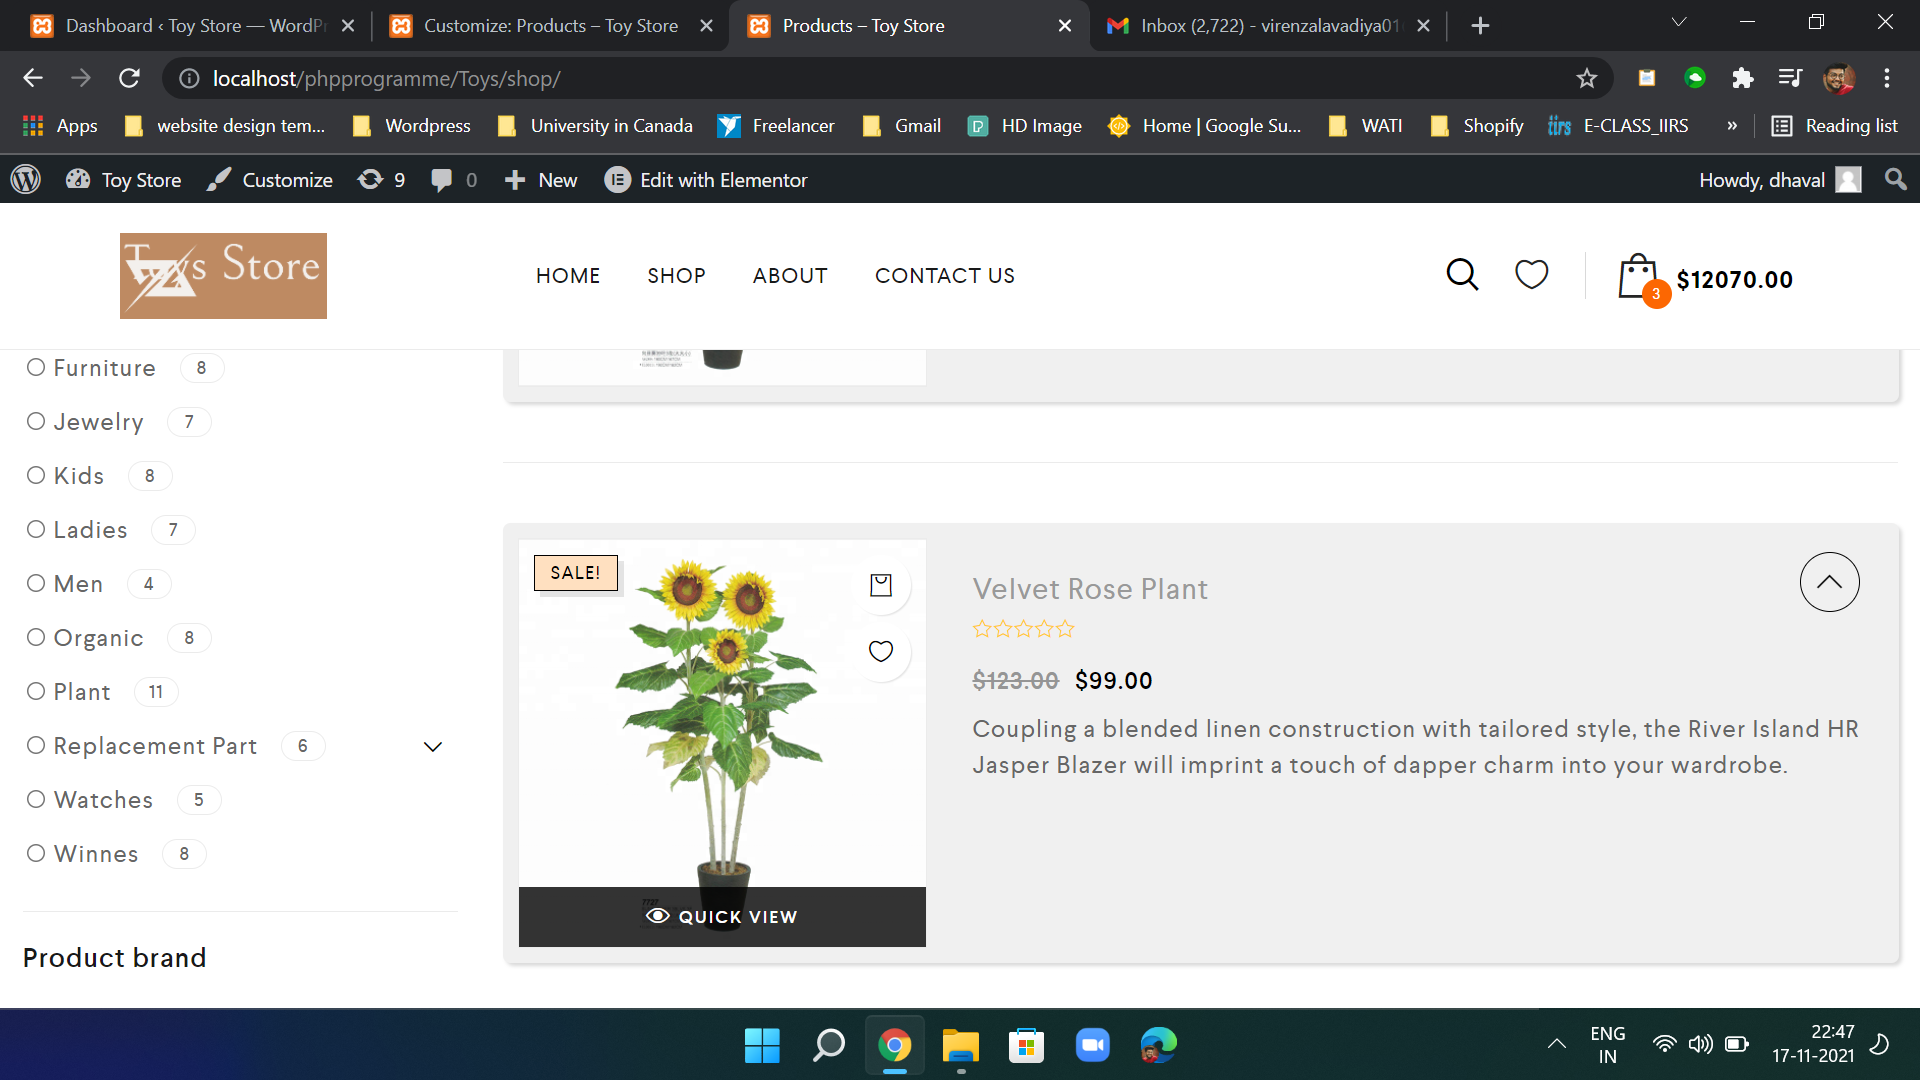 Dashboard ‹ Toy Store — WordPr
Customize: Products – Toy Store
Products – Toy Store
Inbox (2,722) - virenzalavadiya01
localhost/phpprogramme/Toys/shop/
Apps
website design tem...
Wordpress
University in Canada
Freelancer
Gmail
HD Image
Home | Google Su...
WATI
Shopify
E-CLASS_IIRS
»
Reading list
Toy Store
Customize
9
0
New
Edit with Elementor
Howdy, dhaval
Toys Store
HOME
SHOP
ABOUT
CONTACT US
3
$12070.00
Furniture 8
Jewelry 7
Kids 8
Ladies 7
Men 4
Organic 8
Plant 11
Replacement Part 6
Watches 5
Winnes 8
Product brand
SALE!
QUICK VIEW
Velvet Rose Plant
$123.00 $99.00
Coupling a blended linen construction with tailored style, the River Island HR
Jasper Blazer will imprint a touch of dapper charm into your wardrobe.
ENG
IN
22:47
17-11-2021